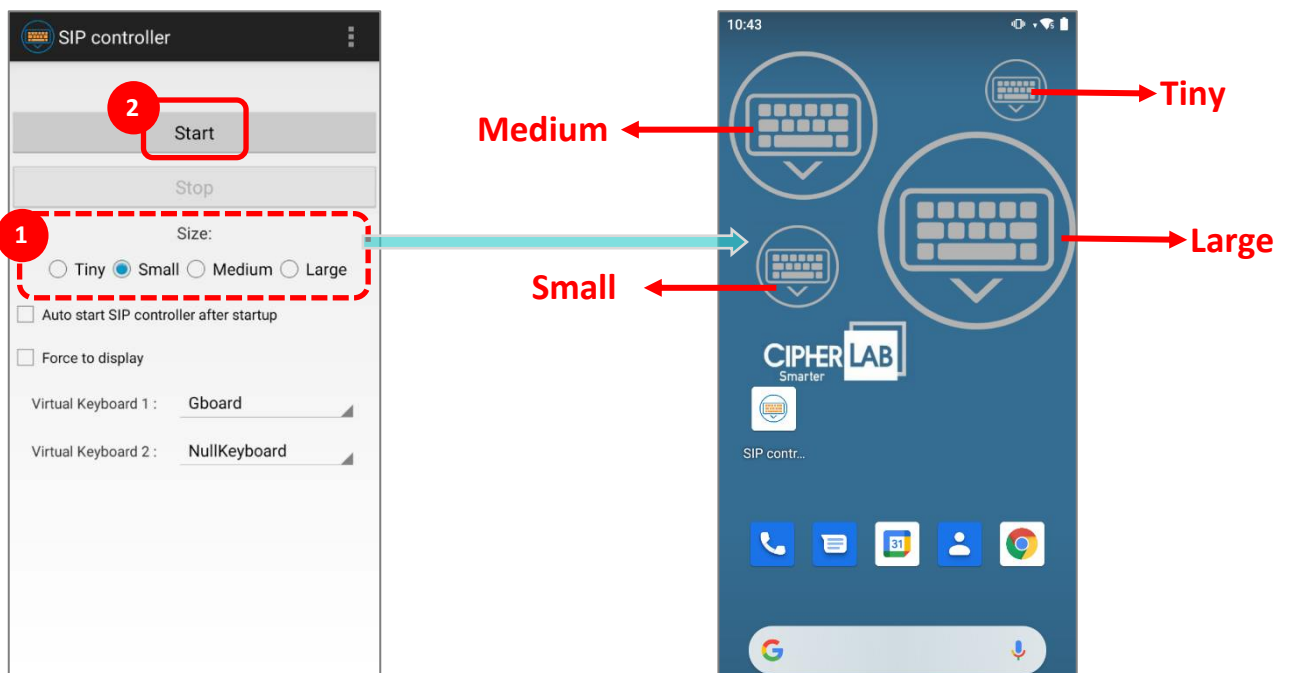 SIP controller
2
Start
Stop
1
Size:
Tiny Small Medium Large
Auto start SIP controller after startup
Force to display
Virtual Keyboard 1 : Gboard
Virtual Keyboard 2 : NullKeyboard
10:43
Medium
Tiny
Large
Small
CIPHER LAB
Smarter
SIP contr...
31
G